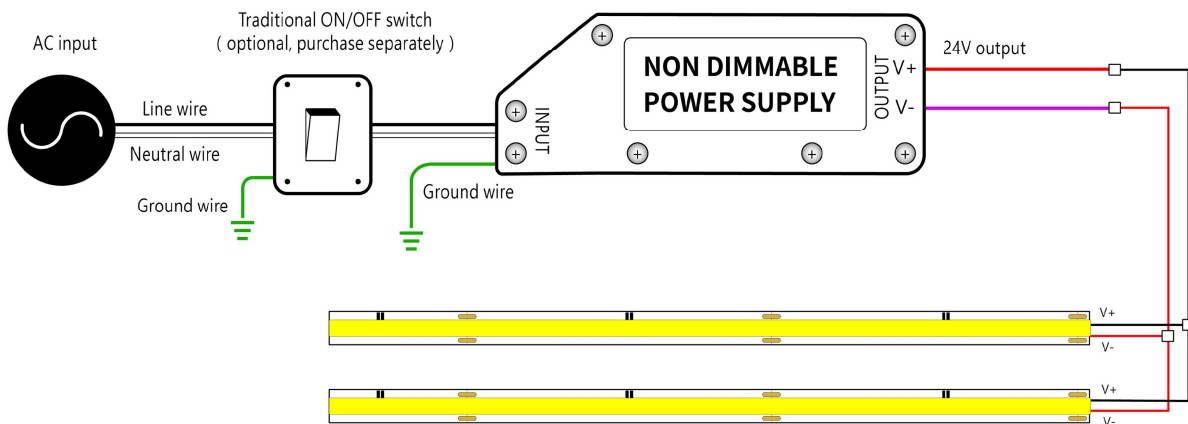 Traditional ON/OFF switch
( optional, purchase separately )
AC input
24V output
NON DIMMABLE
POWER SUPPLY
OUTPUT
V+
V-
INPUT
Line wire
Neutral wire
Ground wire
Ground wire
V+
V-
V+
V-